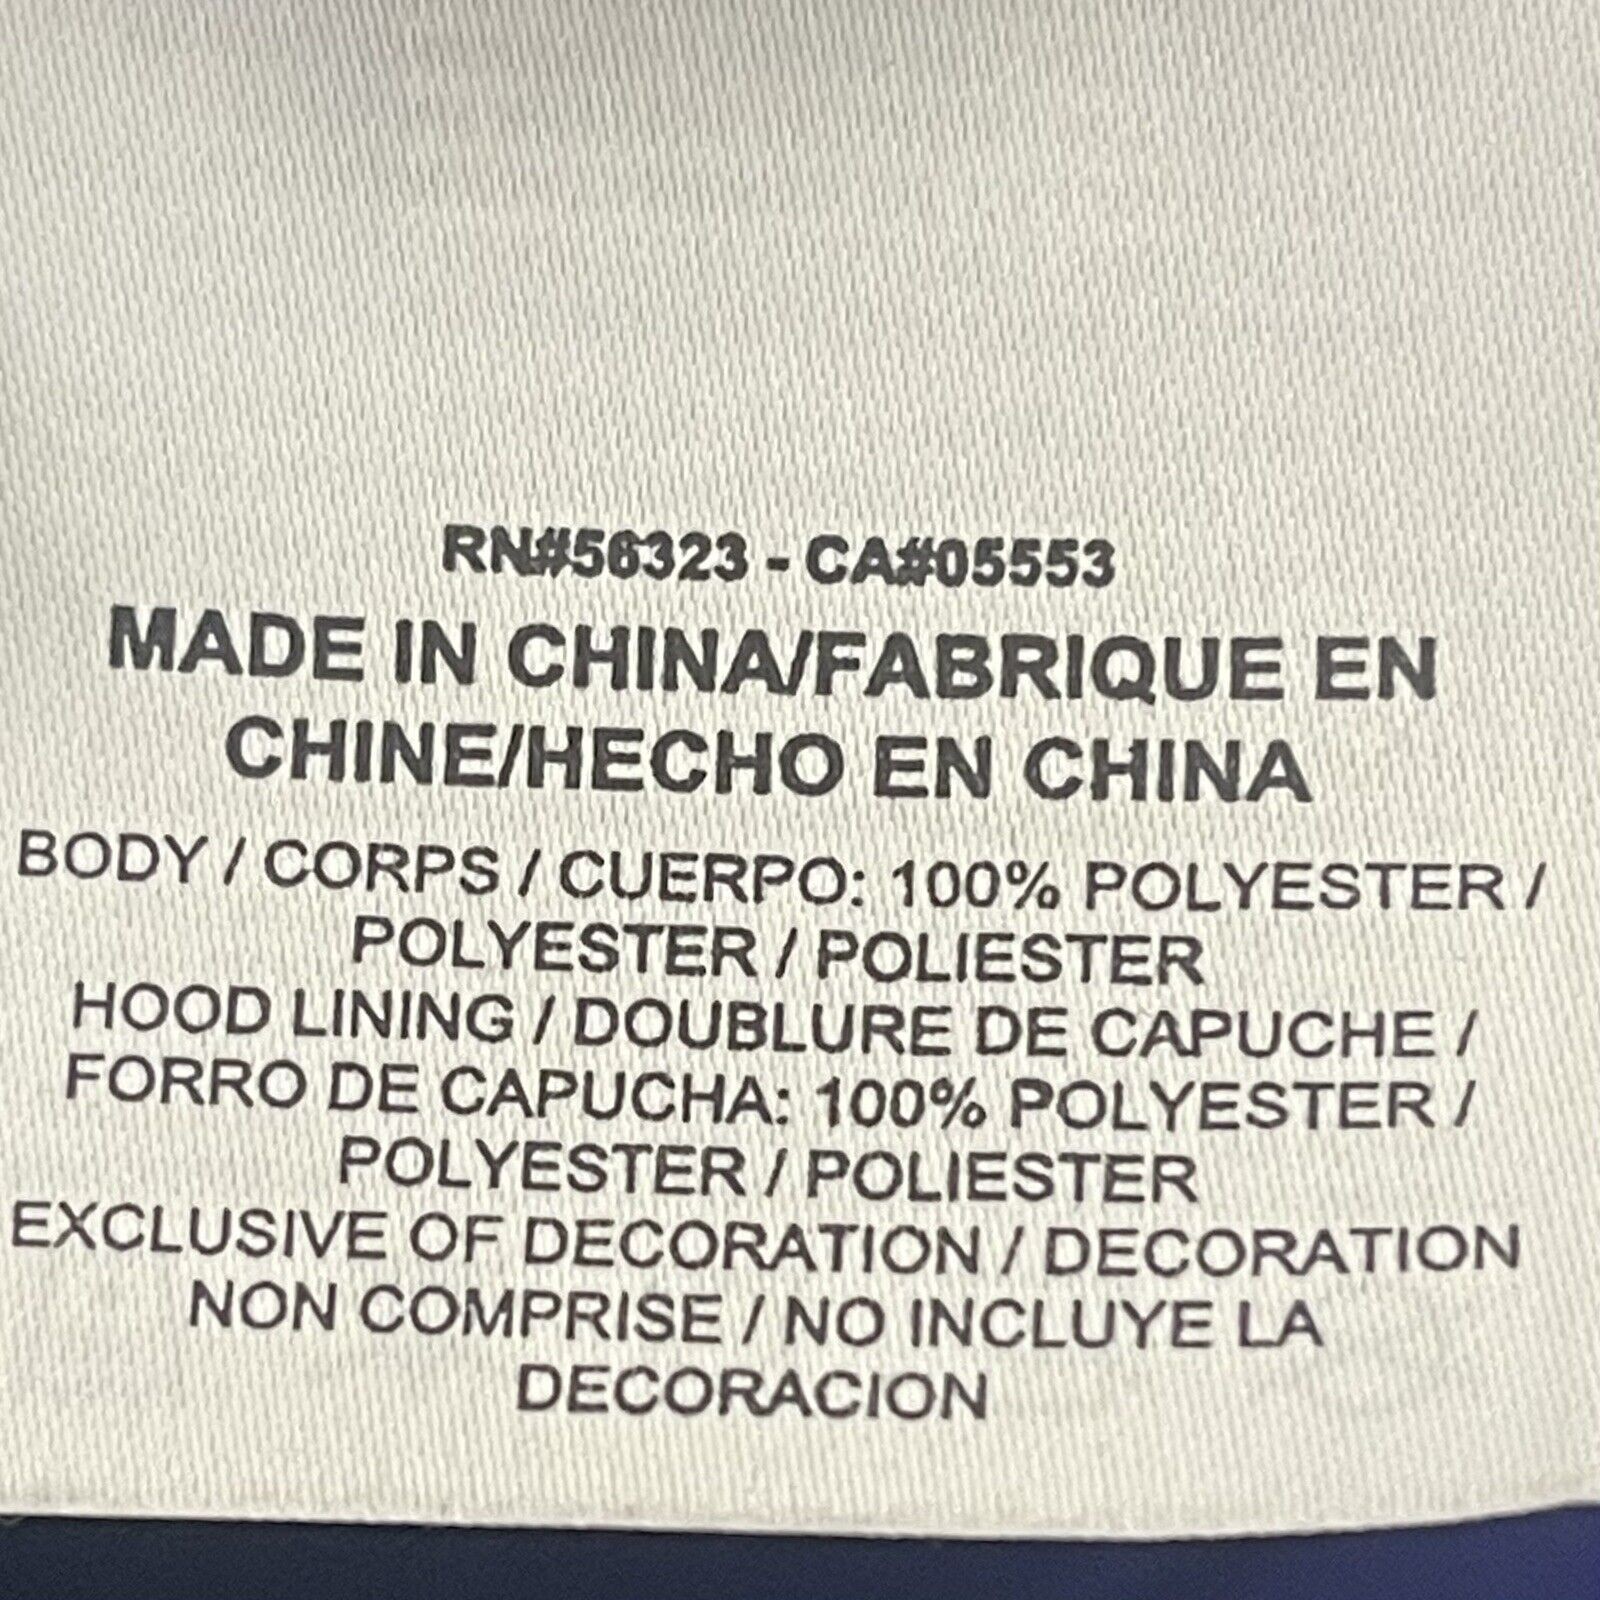 RN#56323 - CA#05553
MADE IN CHINA/FABRIQUE EN
CHINE/HECHO EN CHINA
BODY / CORPS / CUERPO: 100% POLYESTER /
POLYESTER / POLIESTER
HOOD LINING / DOUBLURE DE CAPUCHE /
FORRO DE CAPUCHA: 100% POLYESTER /
POLYESTER / POLIESTER
EXCLUSIVE OF DECORATION / DECORATION
NON COMPRISE / NO INCLUYE LA
DECORACION